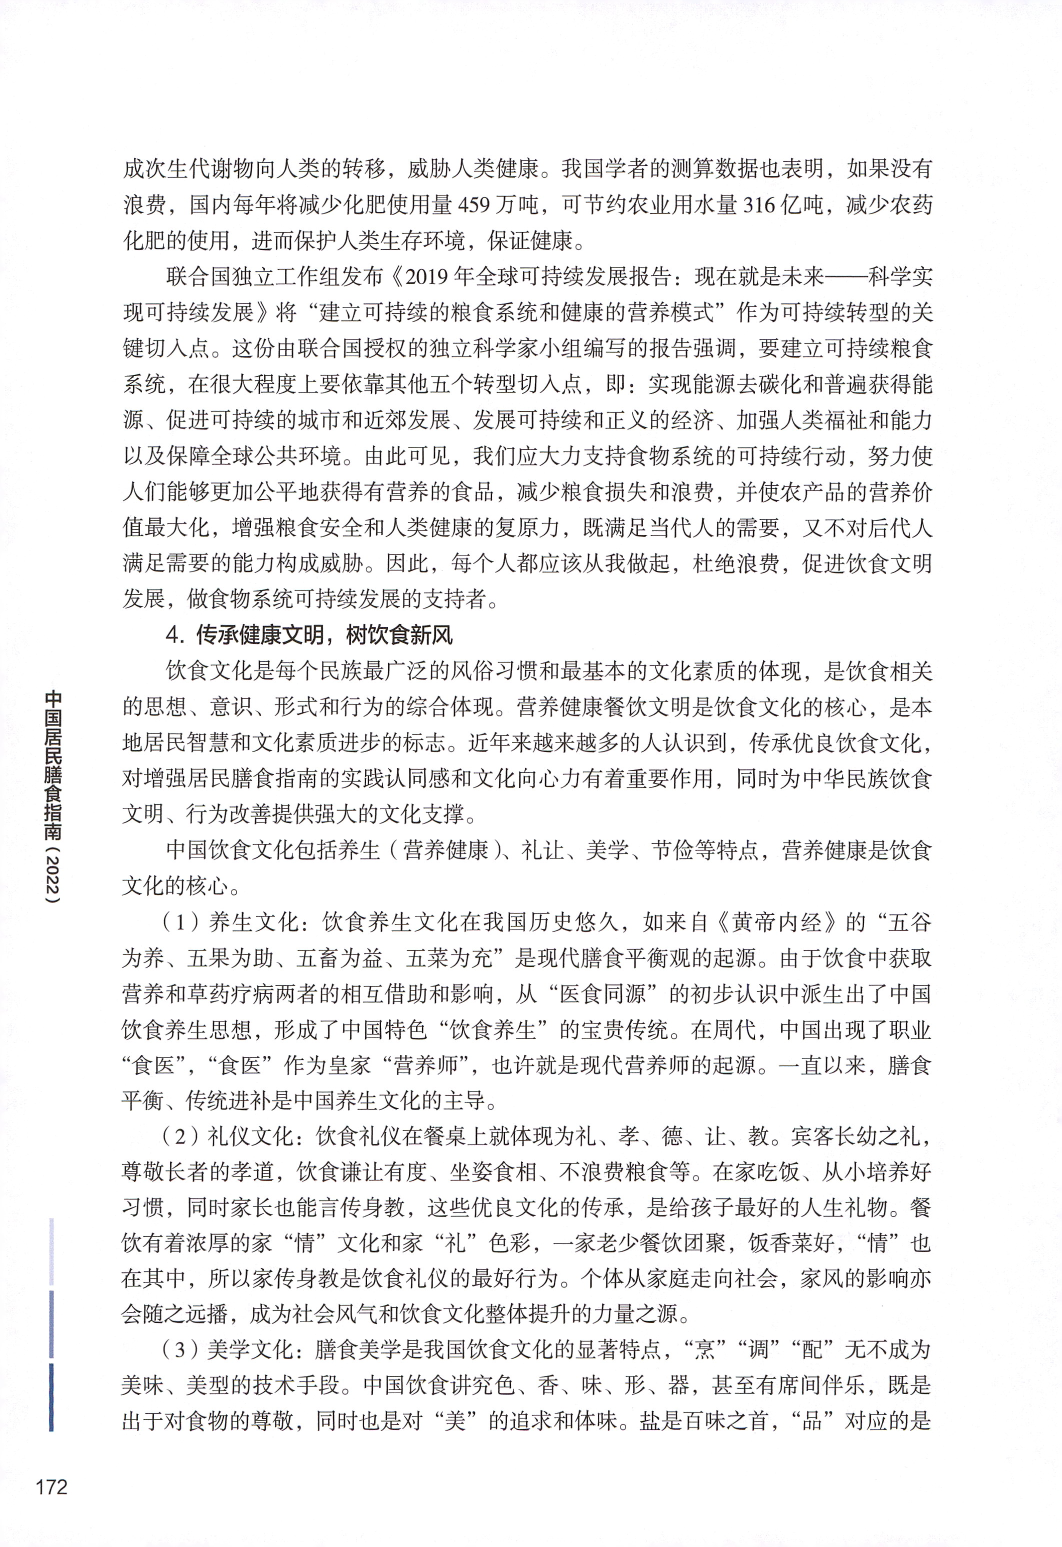 成次生代谢物向人类的转移，威胁人类健康。我国学者的测算数据也表明，如果没有
浪费，国内每年将减少化肥使用量 459 万吨，可节约农业用水量 316 亿吨，减少农药
化肥的使用，进而保护人类生存环境，保证健康。
联合国独立工作组发布《2019 年全球可持续发展报告：现在就是未来——科学实
现可持续发展》将“建立可持续的粮食系统和健康的营养模式”作为可持续转型的关
键切入点。这份由联合国授权的独立科学家小组编写的报告强调，要建立可持续粮食
系统，在很大程度上要依靠其他五个转型切入点，即：实现能源去碳化和普遍获得能
源、促进可持续的城市和近郊发展、发展可持续和正义的经济、加强人类福祉和能力
以及保障全球公共环境。由此可见，我们应大力支持食物系统的可持续行动，努力使
人们能够更加公平地获得有营养的食品，减少粮食损失和浪费，并使农产品的营养价
值最大化，增强粮食安全和人类健康的复原力，既满足当代人的需要，又不对后代人
满足需要的能力构成威胁。因此，每个人都应该从我做起，杜绝浪费，促进饮食文明
发展，做食物系统可持续发展的支持者。
4. 传承健康文明，树饮食新风
饮食文化是每个民族最广泛的风俗习惯和最基本的文化素质的体现，是饮食相关
的思想、意识、形式和行为的综合体现。营养健康餐饮文明是饮食文化的核心，是本
地居民智慧和文化素质进步的标志。近年来越来越多的人认识到，传承优良饮食文化，
对增强居民膳食指南的实践认同感和文化向心力有着重要作用，同时为中华民族饮食
文明、行为改善提供强大的文化支撑。
中国饮食文化包括养生（营养健康）、礼让、美学、节俭等特点，营养健康是饮食
文化的核心。
（1）养生文化：饮食养生文化在我国历史悠久，如来自《黄帝内经》的“五谷
为养、五果为助、五畜为益、五菜为充”是现代膳食平衡观的起源。由于饮食中获取
营养和草药疗病两者的相互借助和影响，从“医食同源”的初步认识中派生出了中国
饮食养生思想，形成了中国特色“饮食养生”的宝贵传统。在周代，中国出现了职业
“食医”，“食医”作为皇家“营养师”，也许就是现代营养师的起源。一直以来，膳食
平衡、传统进补是中国养生文化的主导。
（2）礼仪文化：饮食礼仪在餐桌上就体现为礼、孝、德、让、教。宾客长幼之礼，
尊敬长者的孝道，饮食谦让有度、坐姿食相、不浪费粮食等。在家吃饭、从小培养好
习惯，同时家长也能言传身教，这些优良文化的传承，是给孩子最好的人生礼物。餐
饮有着浓厚的家“情”文化和家“礼”色彩，一家老少餐饮团聚，饭香菜好，“情”也
在其中，所以家传身教是饮食礼仪的最好行为。个体从家庭走向社会，家风的影响亦
会随之远播，成为社会风气和饮食文化整体提升的力量之源。
（3）美学文化：膳食美学是我国饮食文化的显著特点，“烹”“调”“配”无不成为
美味、美型的技术手段。中国饮食讲究色、香、味、形、器，甚至有席间伴乐，既是
出于对食物的尊敬，同时也是对“美”的追求和体味。盐是百味之首，“品”对应的是
中国居民膳食指南（2022）
172